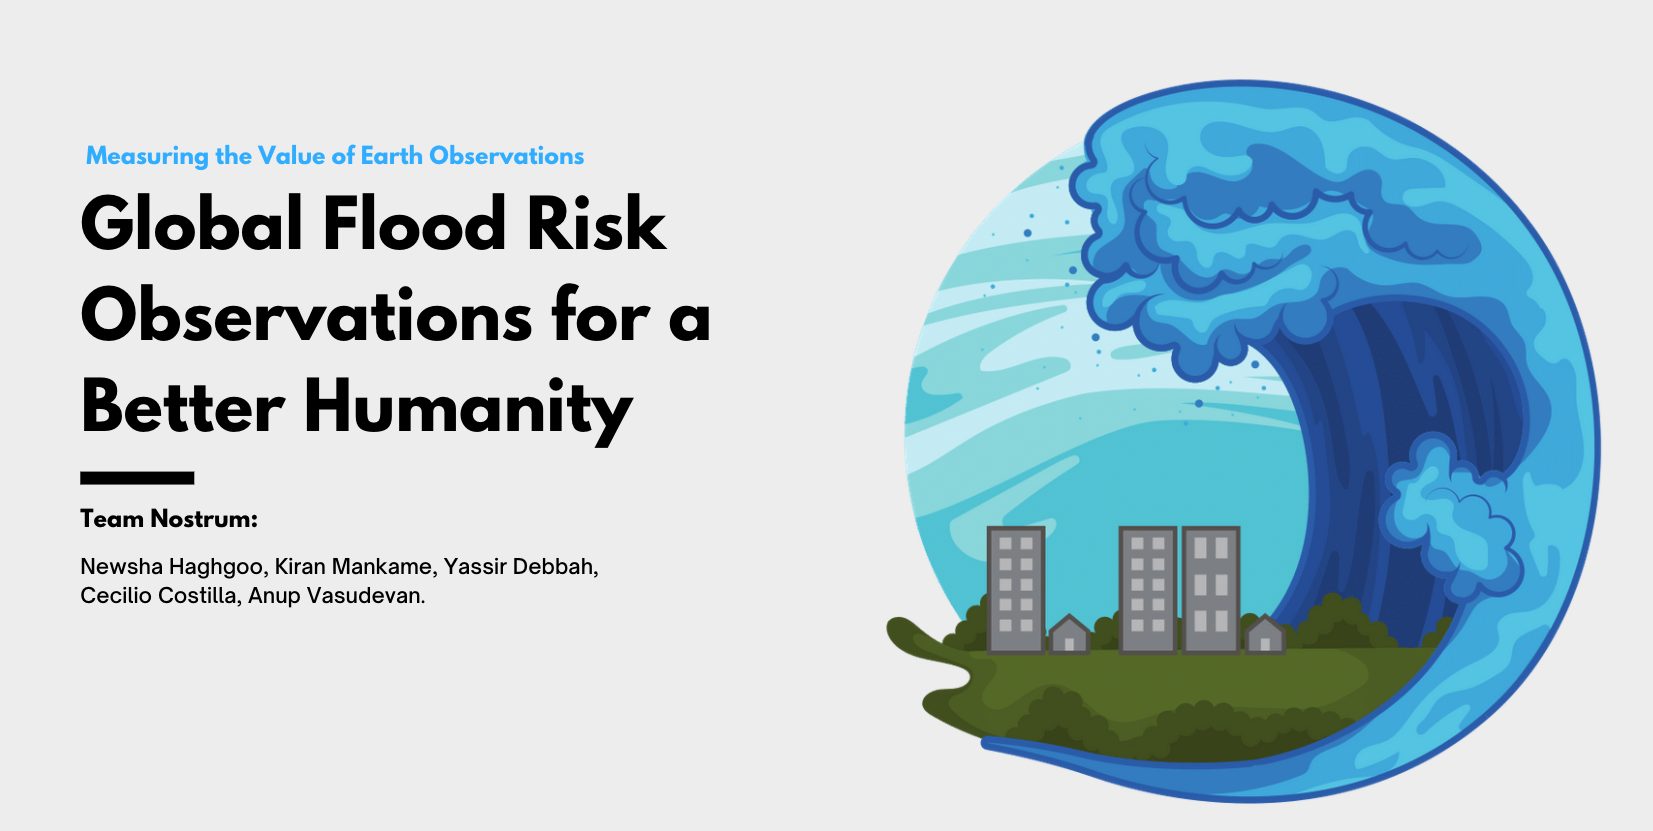 Measuring the Value of Earth Observations
Global Flood Risk
Observations for a
Better Humanity
Team Nostrum:
Newsha Haghgoo, Kiran Mankame, Yassir Debbah,
Cecilio Costilla, Anup Vasudevan.